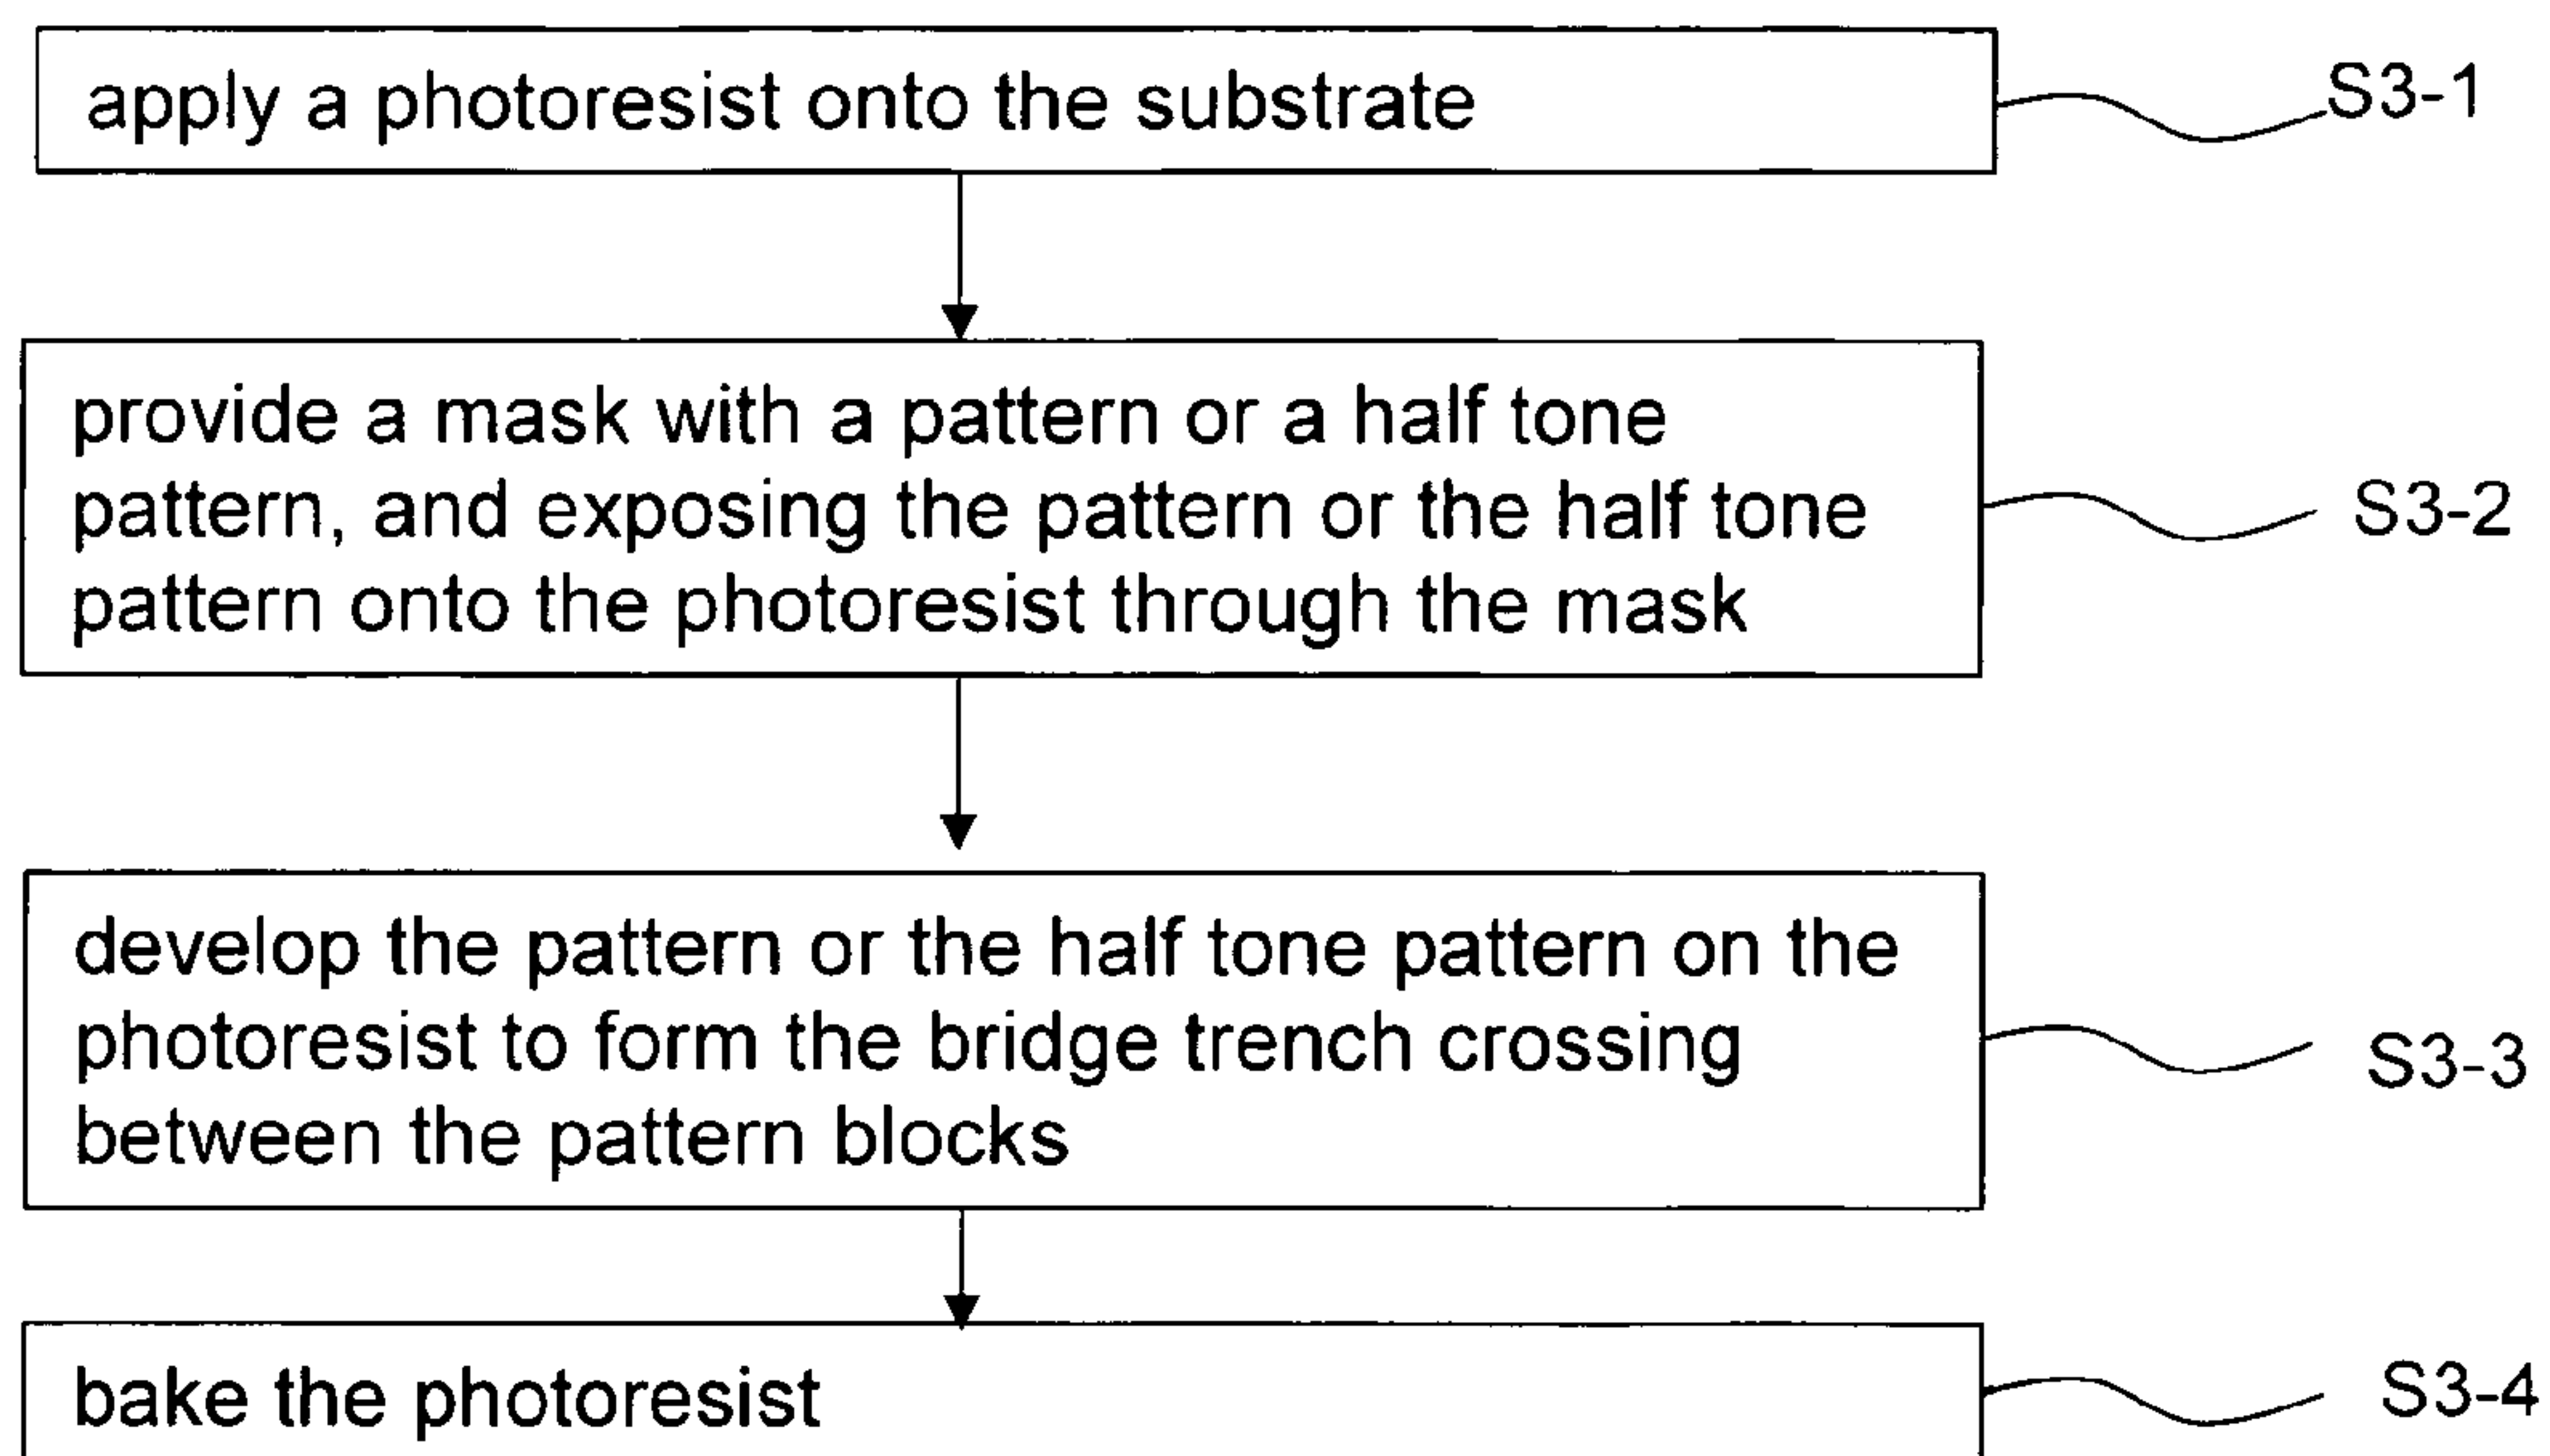 apply a photoresist onto the substrate
S3-1
provide a mask with a pattern or a half tone
pattern, and exposing the pattern or the half tone
pattern onto the photoresist through the mask
S3-2
develop the pattern or the half tone pattern on the
photoresist to form the bridge trench crossing
between the pattern blocks
S3-3
bake the photoresist
S3-4